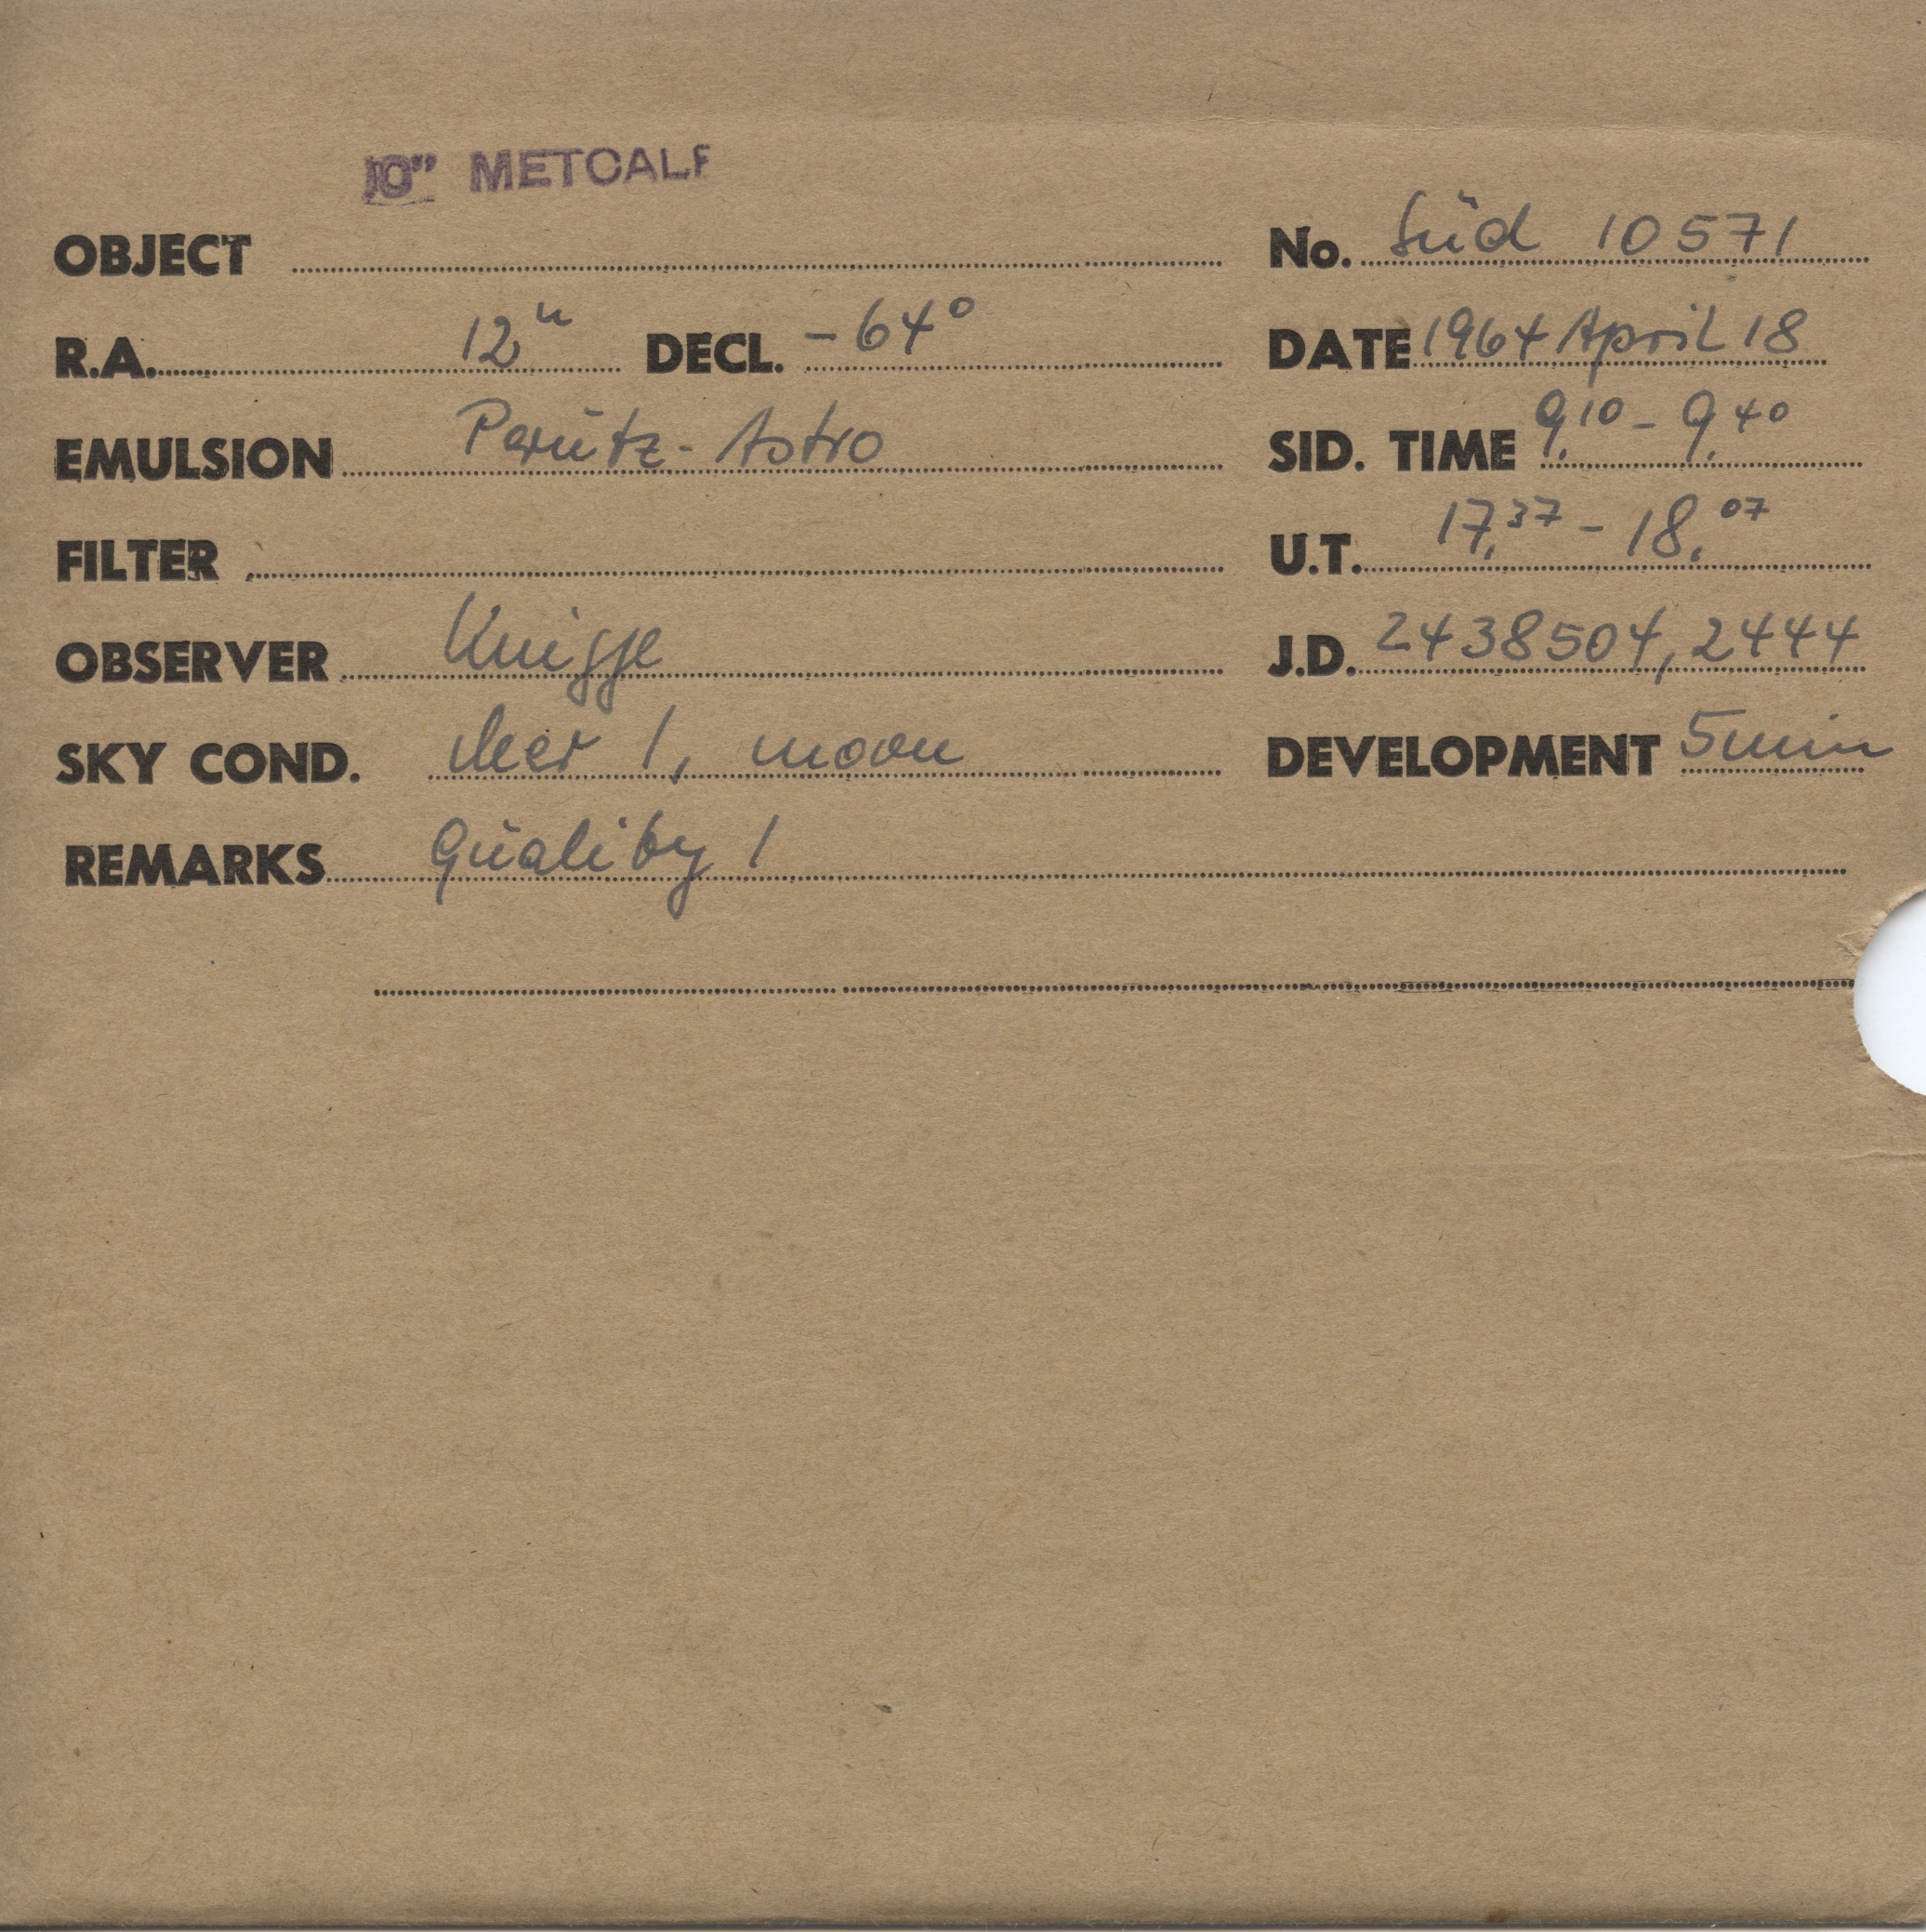 10" METCALF
OBJECT No. Süd 10571
R.A. 12ʰ DECL. -64° DATE 1964 April 18
EMULSION Perutz-Astro SID. TIME 9.10 - 9.40
FILTER U.T. 17.37 - 18.07
OBSERVER Knigge J.D. 2438504,2444
SKY COND. cleer 1, moon DEVELOPMENT 5min
REMARKS Quality 1